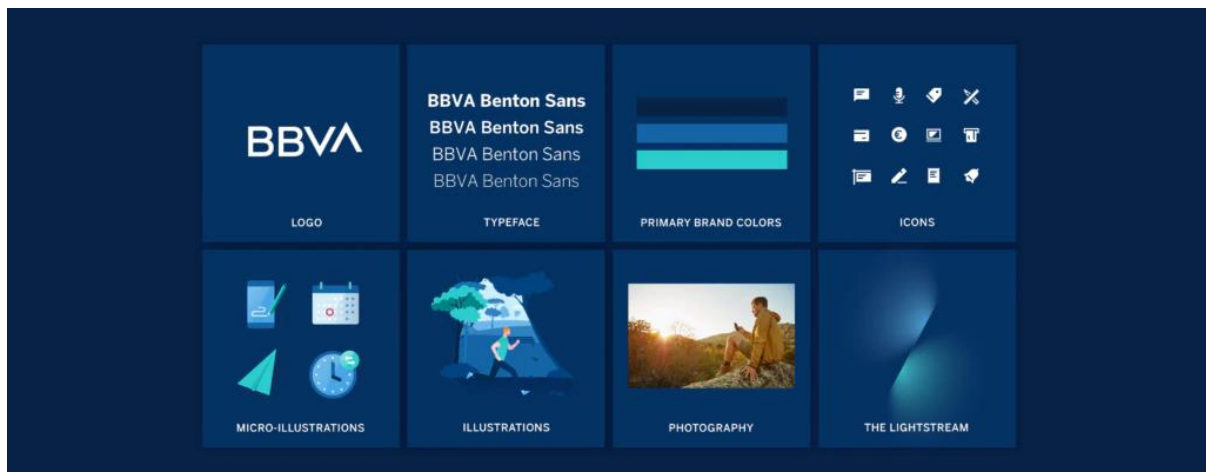 BBVA
LOGO
BBVA Benton Sans
BBVA Benton Sans
BBVA Benton Sans
BBVA Benton Sans
TYPEFACE
PRIMARY BRAND COLORS
ICONS
MICRO-ILLUSTRATIONS
ILLUSTRATIONS
PHOTOGRAPHY
THE LIGHTSTREAM